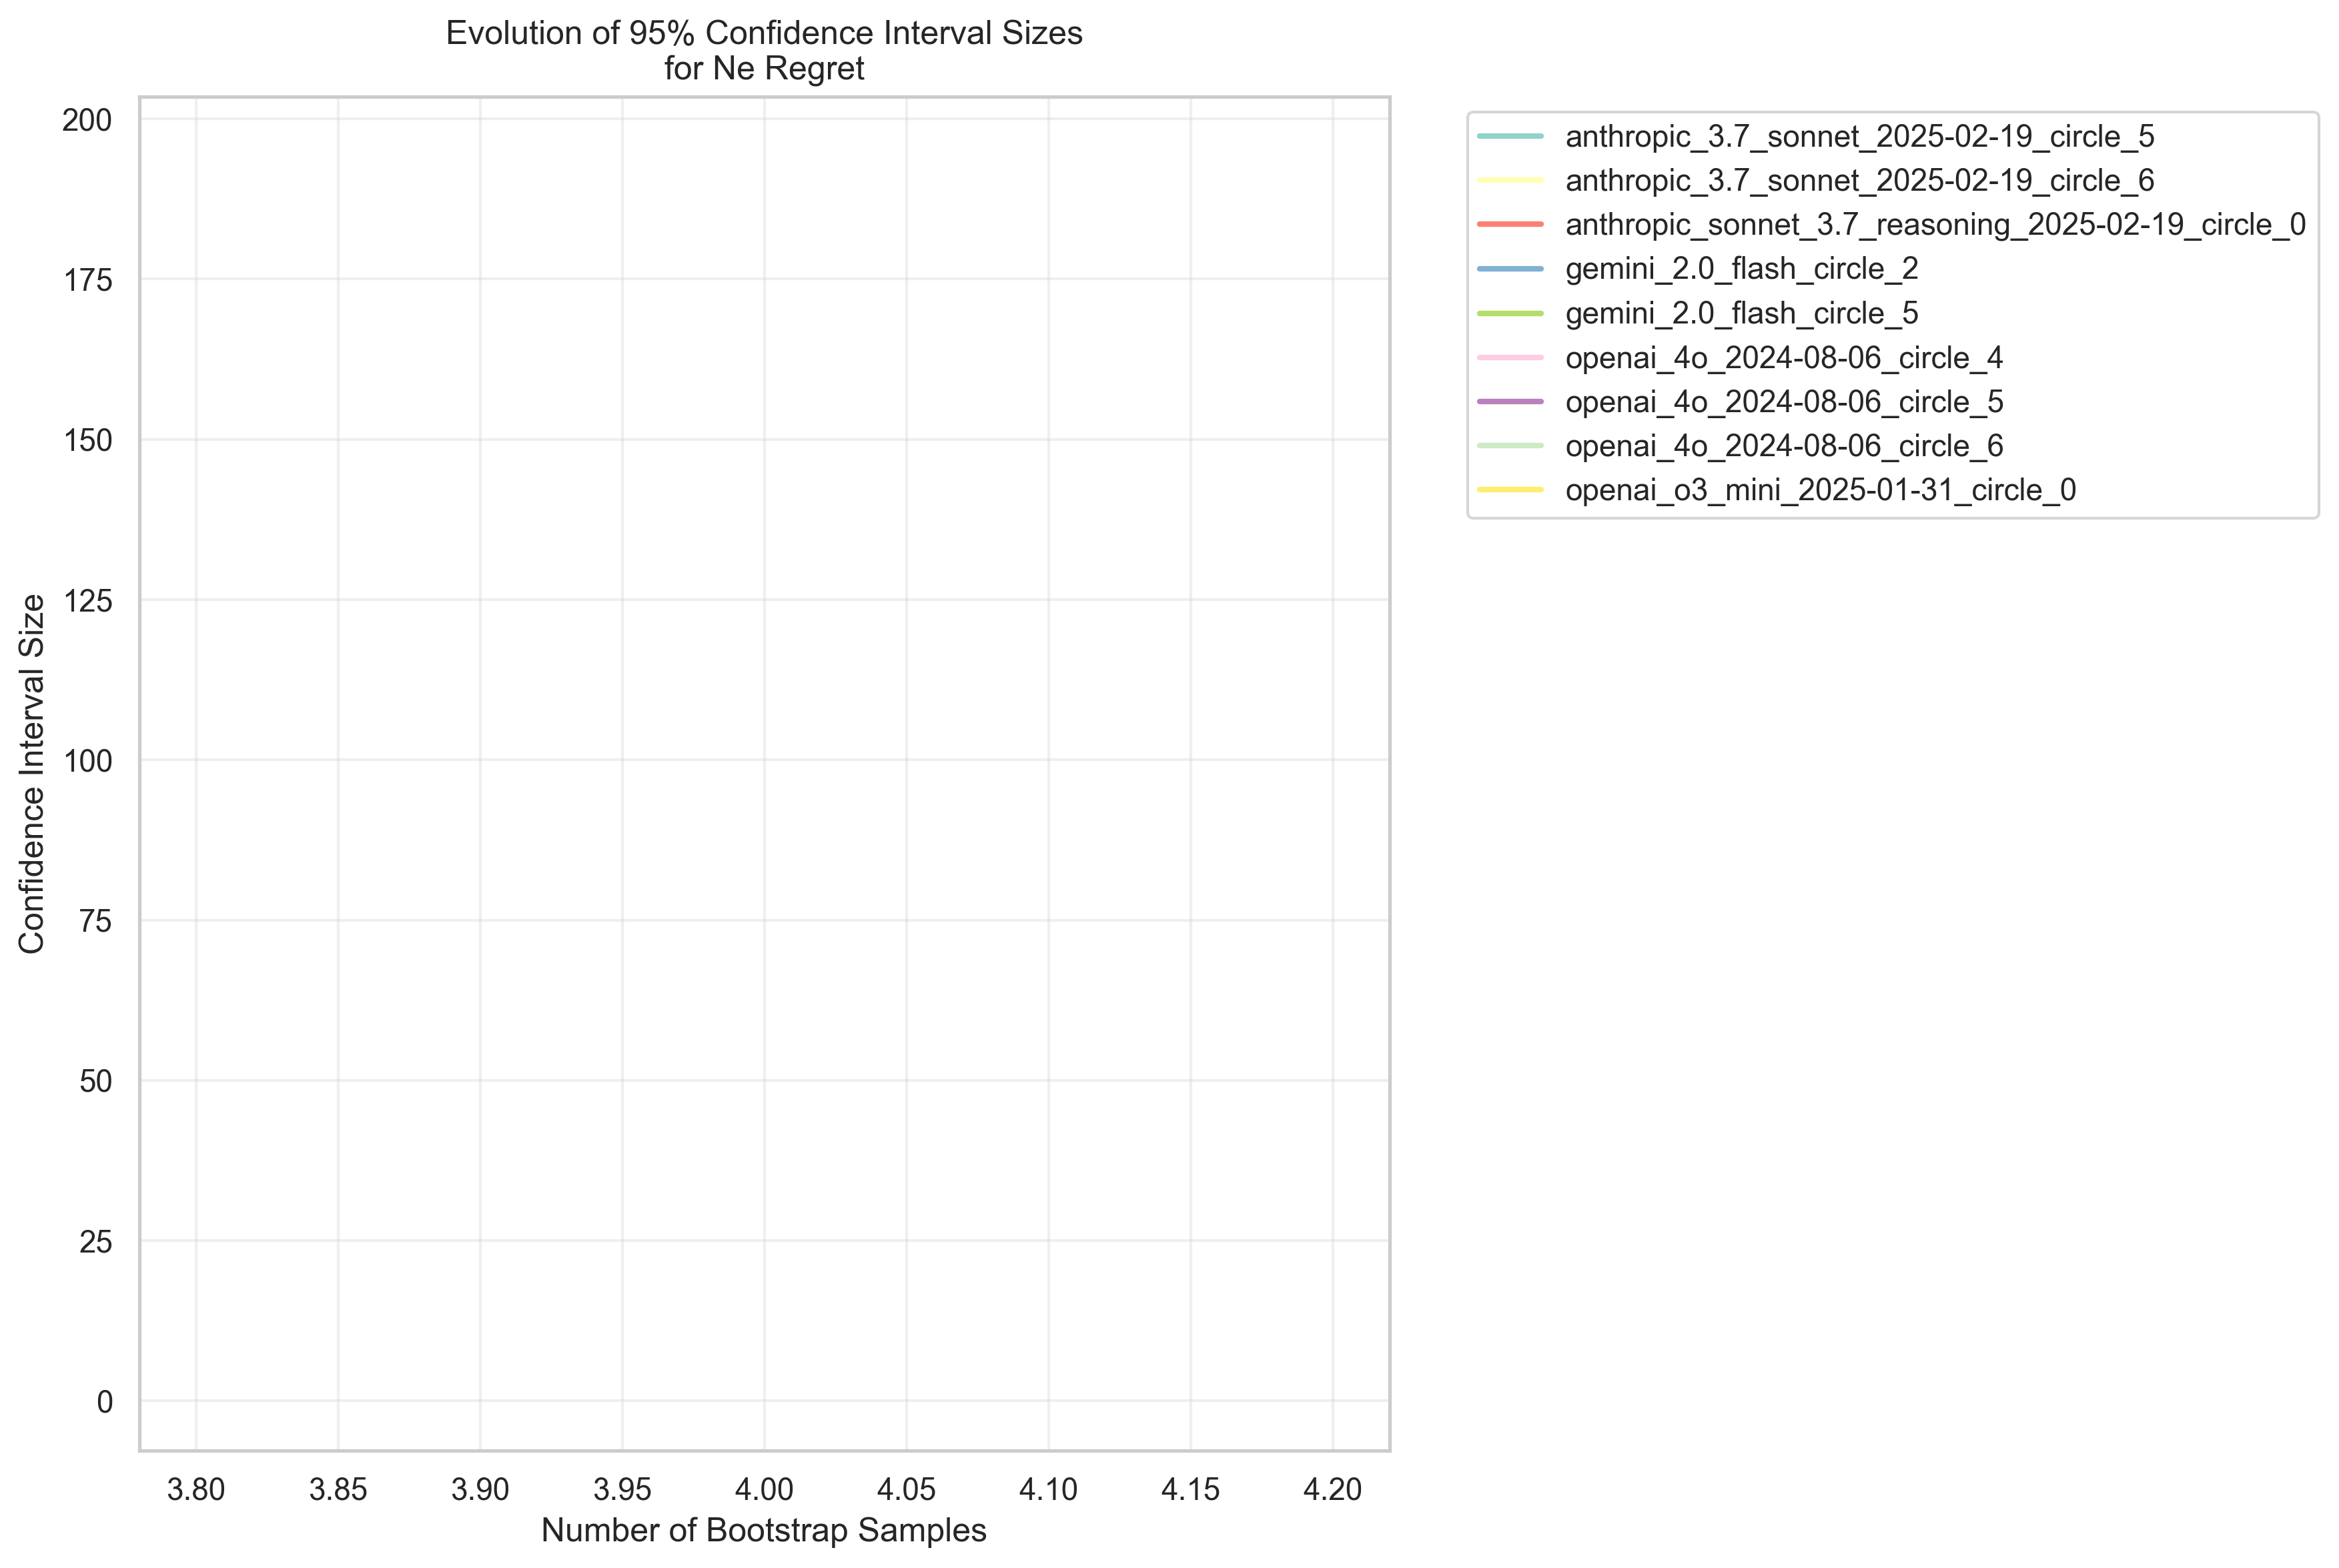 Evolution of 95% Confidence Interval Sizes
for Ne Regret
200
175
150
125
100
75
50
25
0
Confidence Interval Size
3.80 3.85 3.90 3.95 4.00 4.05 4.10 4.15 4.20
Number of Bootstrap Samples
anthropic_3.7_sonnet_2025-02-19_circle_5
anthropic_3.7_sonnet_2025-02-19_circle_6
anthropic_sonnet_3.7_reasoning_2025-02-19_circle_0
gemini_2.0_flash_circle_2
gemini_2.0_flash_circle_5
openai_4o_2024-08-06_circle_4
openai_4o_2024-08-06_circle_5
openai_4o_2024-08-06_circle_6
openai_o3_mini_2025-01-31_circle_0